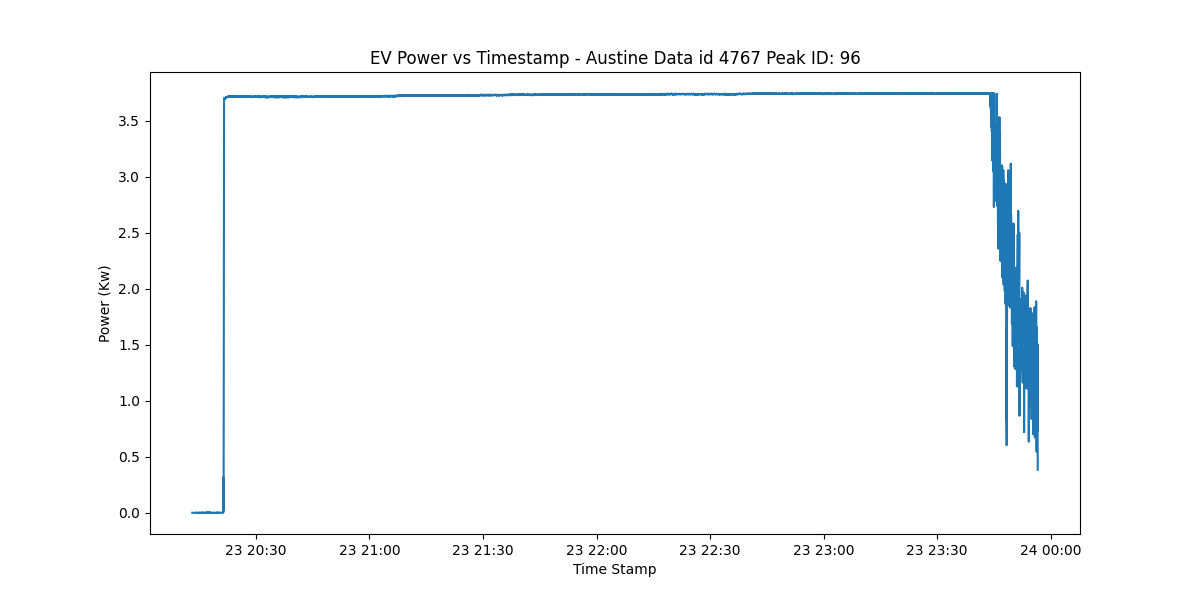 EV Power vs Timestamp - Austine Data id 4767 Peak ID: 96
Power (Kw)
3.5
3.0
2.5
2.0
1.5
1.0
0.5
0.0
23 20:30 23 21:00 23 21:30 23 22:00 23 22:30 23 23:00 23 23:30 24 00:00
Time Stamp